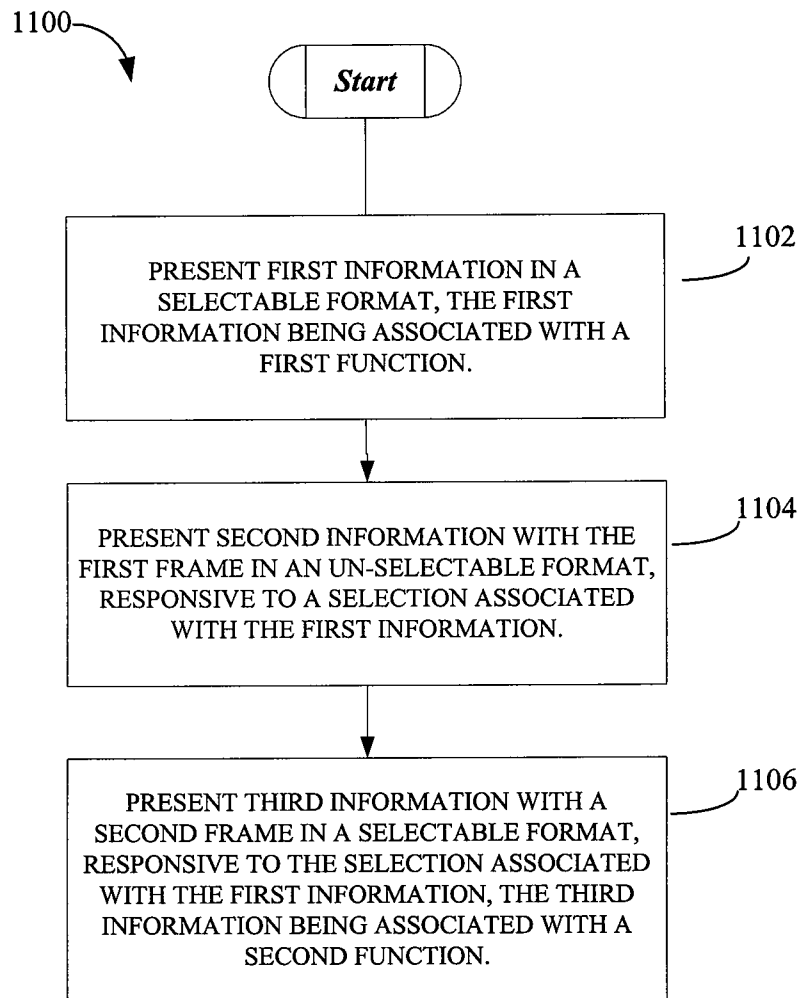 1100
Start
1102
PRESENT FIRST INFORMATION IN A
SELECTABLE FORMAT, THE FIRST
INFORMATION BEING ASSOCIATED WITH A
FIRST FUNCTION.
1104
PRESENT SECOND INFORMATION WITH THE
FIRST FRAME IN AN UN-SELECTABLE FORMAT,
RESPONSIVE TO A SELECTION ASSOCIATED
WITH THE FIRST INFORMATION.
1106
PRESENT THIRD INFORMATION WITH A
SECOND FRAME IN A SELECTABLE FORMAT,
RESPONSIVE TO THE SELECTION ASSOCIATED
WITH THE FIRST INFORMATION, THE THIRD
INFORMATION BEING ASSOCIATED WITH A
SECOND FUNCTION.